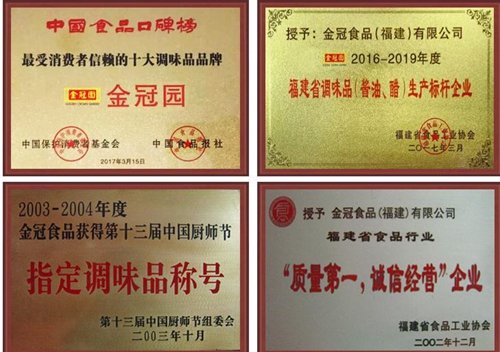 中國食品口碑榜
最受消费者信赖的十大调味品品牌
金冠園
金冠园
中国保护消费者基金会
中国食品报社
2017年3月15日
授予：金冠食品（福建）有限公司
金冠園
2016-2019年度
福建省调味品（酱油、醋）生产标杆企业
福建省食品工业协会
二〇一七年三月
2003-2004年度
金冠食品获得第十三届中国厨师节
指定调味品称号
第十三届中国厨师节组委会
二00三年十月
授予 金冠食品（福建）有限公司
福建省食品行业
“质量第一，诚信经营”企业
福建省食品工业协会
二00二年十二月